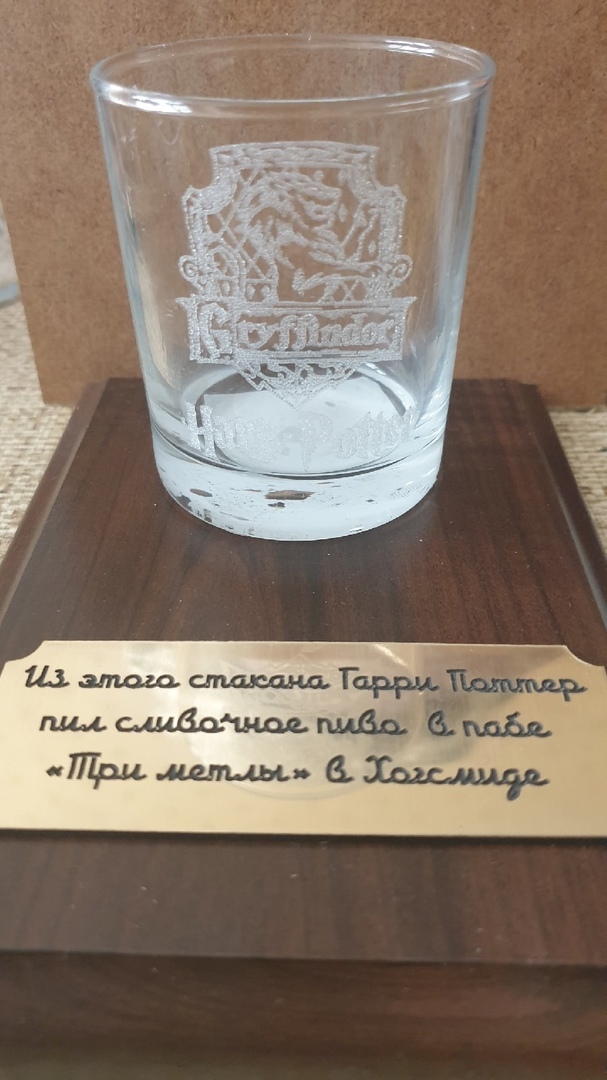 Gryffindor
Harry Potter
Из этого стакана Гарри Поттер
пил сливочное пиво в пабе
«Три метлы» в Хогсмиде